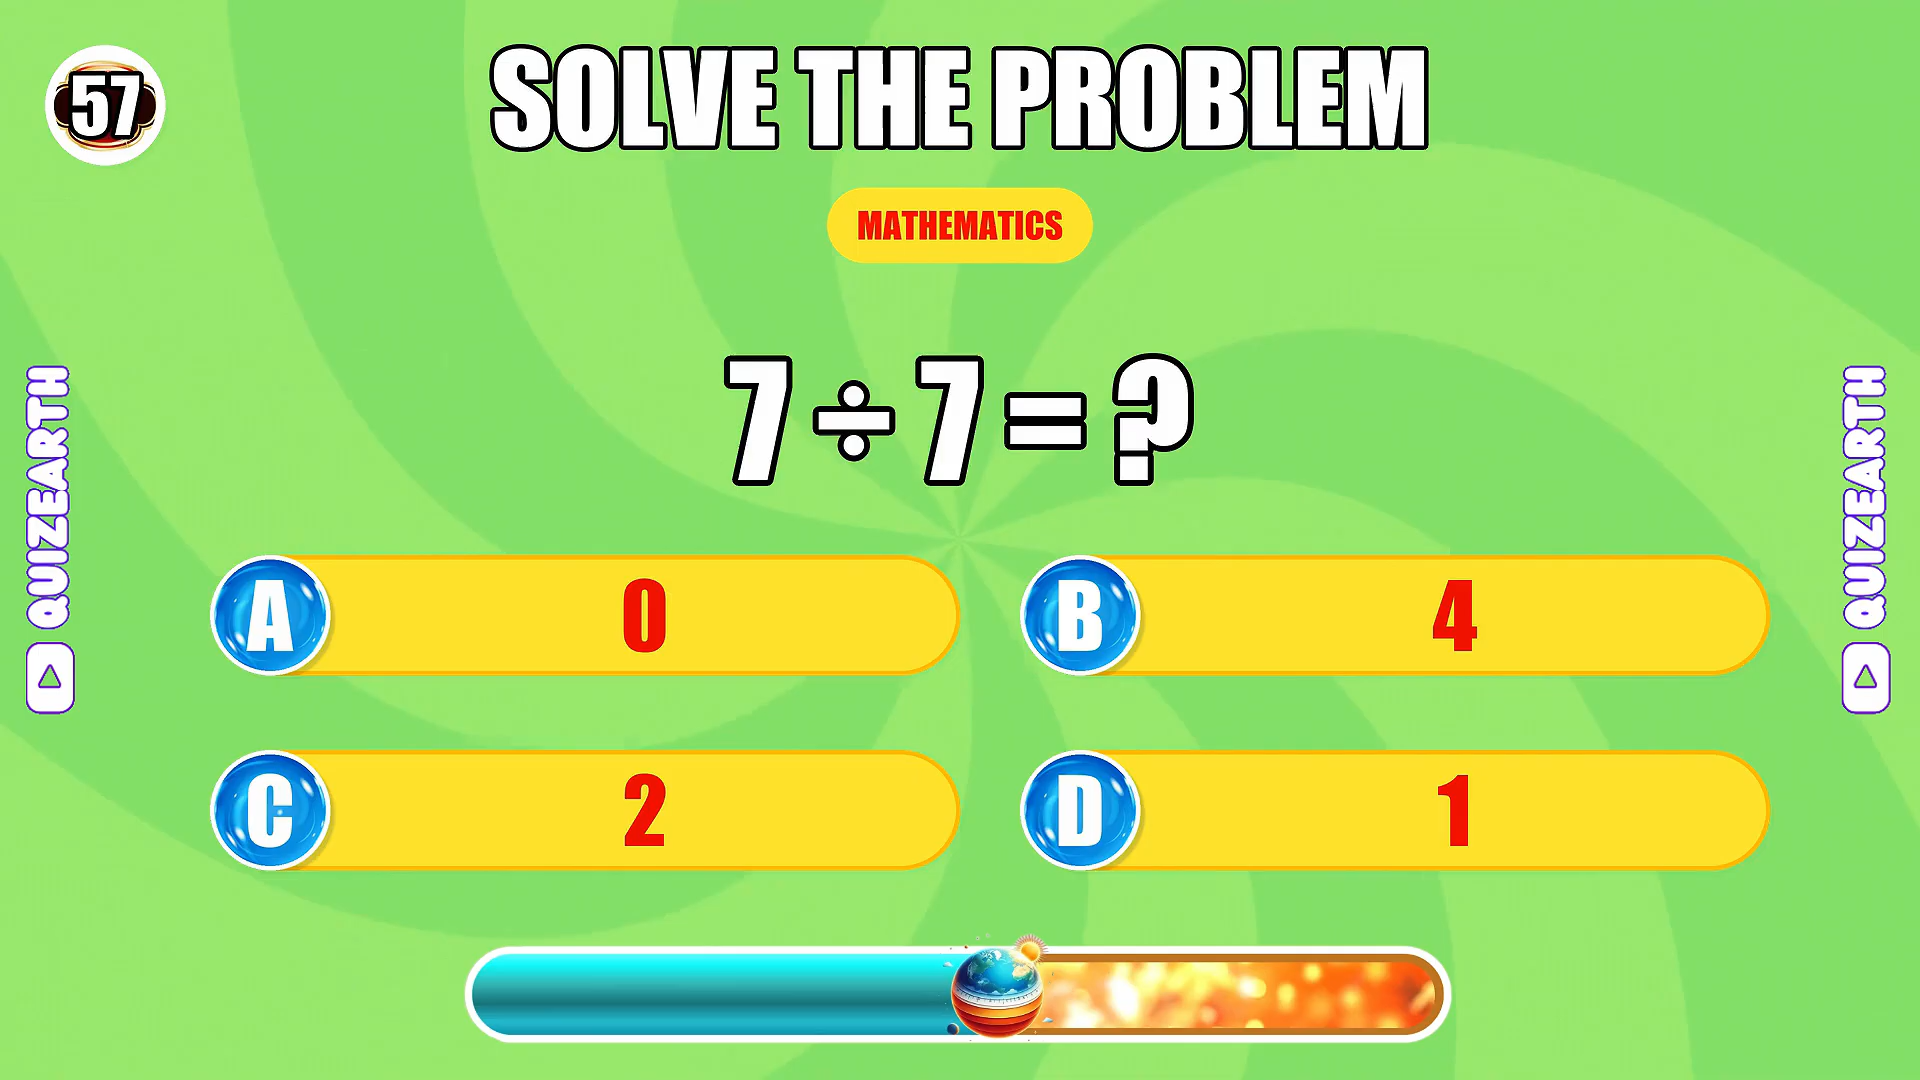 57
SOLVE THE PROBLEM
MATHEMATICS
7÷7=?
A 0
B 4
C 2
D 1
QUIZEARTH
QUIZEARTH